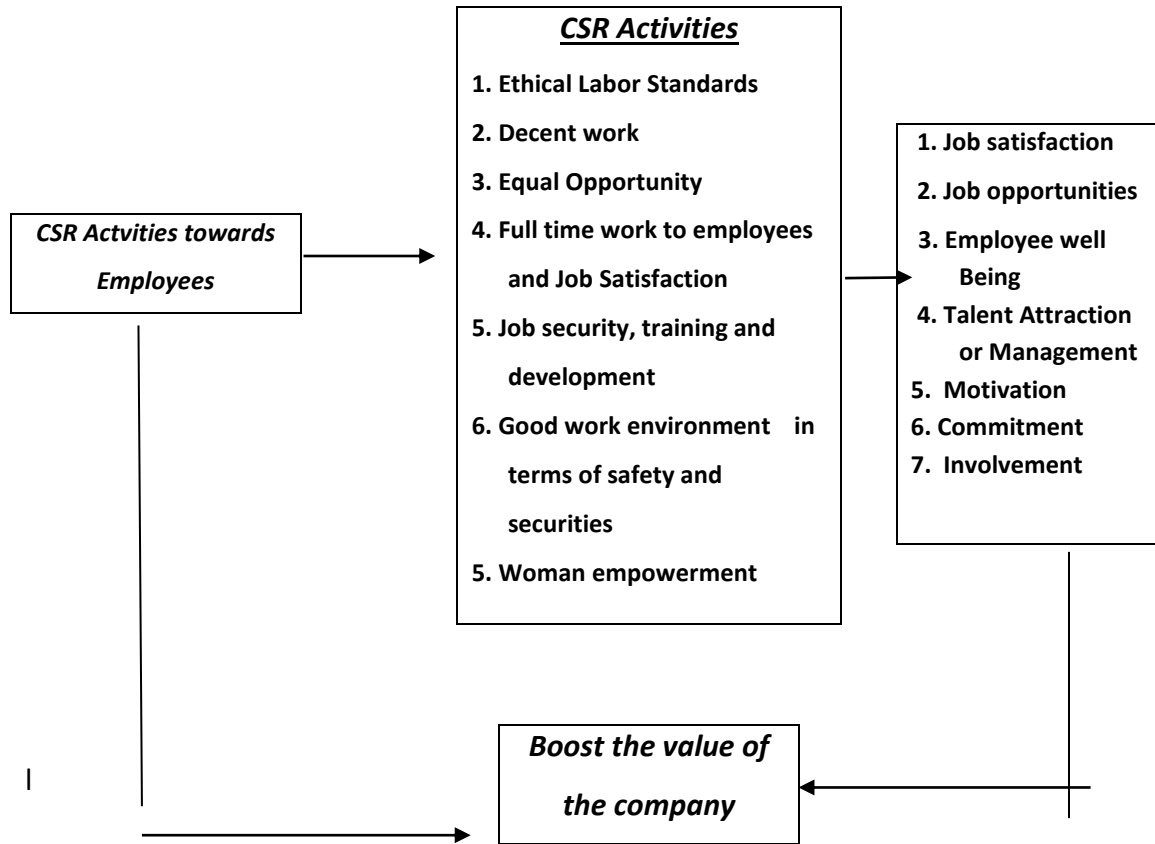 CSR Actvities towards
Employees
CSR Activities
1. Ethical Labor Standards
2. Decent work
3. Equal Opportunity
4. Full time work to employees
and Job Satisfaction
5. Job security, training and
development
6. Good work environment in
terms of safety and
securities
5. Woman empowerment
1. Job satisfaction
2. Job opportunities
3. Employee well
Being
4. Talent Attraction
or Management
5. Motivation
6. Commitment
7. Involvement
Boost the value of
the company
l